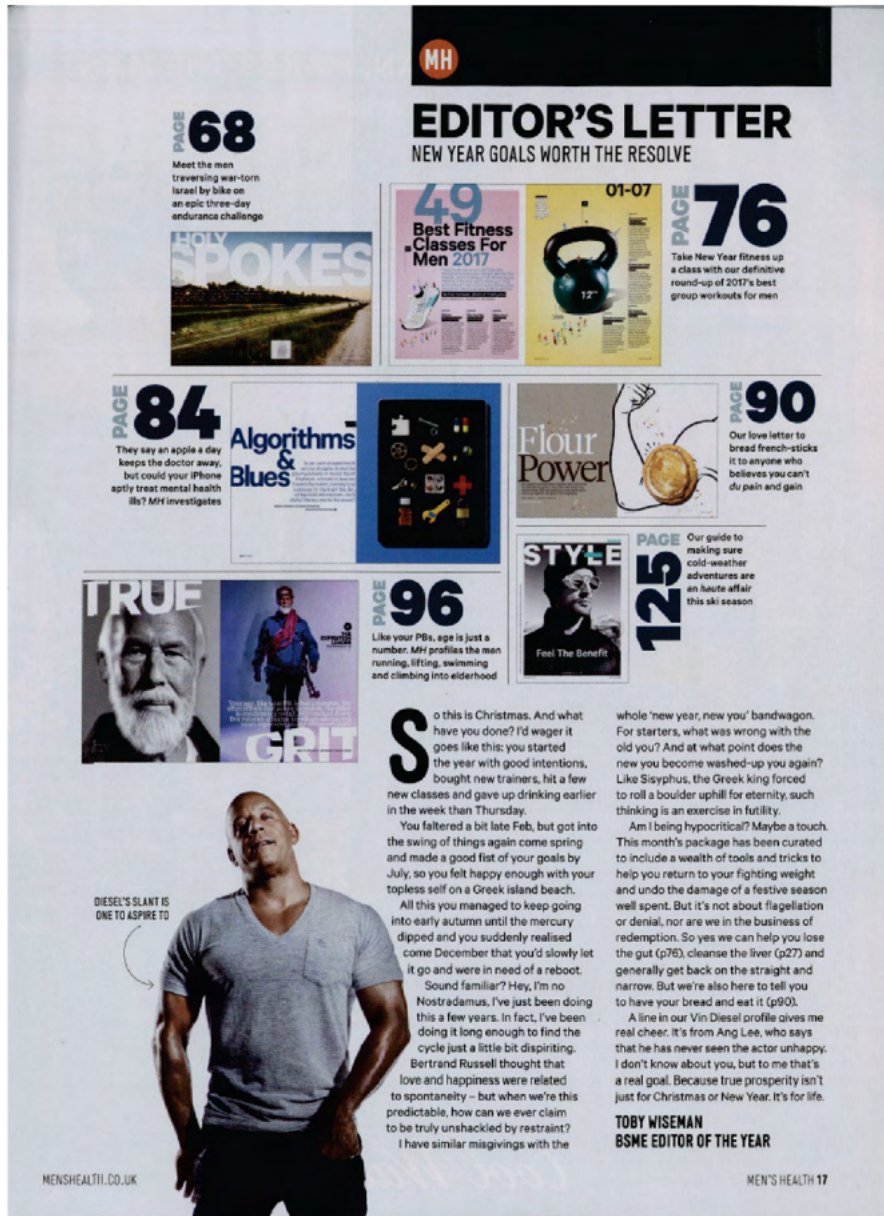 MH
EDITOR'S LETTER
NEW YEAR GOALS WORTH THE RESOLVE
PAGE 68
Meet the men
traversing war-torn
Israel by bike on
an epic three-day
endurance challenge
HOLY
SPOKES
49
Best Fitness
Classes For
Men 2017
01-07
12
PAGE 76
Take New Year fitness up
a class with our definitive
round-up of 2017's best
group workouts for men
PAGE 84
They say an apple a day
keeps the doctor away,
but could your iPhone
aptly treat mental health
ills? MH investigates
Algorithms
&
Blues
Flour
Power
PAGE 90
Our love letter to
bread french-sticks
it to anyone who
believes you can't
du pain and gain
STYLE
Feel The Benefit
PAGE 125
Our guide to
making sure
cold-weather
adventures are
an haute affair
this ski season
TRUE
THE
EXPEDITION
LEADER
GRIT
PAGE 96
Like your PBs, age is just a
number. MH profiles the men
running, lifting, swimming
and climbing into elderhood
DIESEL'S SLANT IS
ONE TO ASPIRE TO
So this is Christmas. And what
have you done? I'd wager it
goes like this: you started
the year with good intentions,
bought new trainers, hit a few
new classes and gave up drinking earlier
in the week than Thursday.
You faltered a bit late Feb, but got into
the swing of things again come spring
and made a good fist of your goals by
July, so you felt happy enough with your
topless self on a Greek island beach.
All this you managed to keep going
into early autumn until the mercury
dipped and you suddenly realised
come December that you'd slowly let
it go and were in need of a reboot.
Sound familiar? Hey, I'm no
Nostradamus, I've just been doing
this a few years. In fact, I've been
doing it long enough to find the
cycle just a little bit dispiriting.
Bertrand Russell thought that
love and happiness were related
to spontaneity – but when we're this
predictable, how can we ever claim
to be truly unshackled by restraint?
I have similar misgivings with the
whole 'new year, new you' bandwagon.
For starters, what was wrong with the
old you? And at what point does the
new you become washed-up you again?
Like Sisyphus, the Greek king forced
to roll a boulder uphill for eternity, such
thinking is an exercise in futility.
Am I being hypocritical? Maybe a touch.
This month's package has been curated
to include a wealth of tools and tricks to
help you return to your fighting weight
and undo the damage of a festive season
well spent. But it's not about flagellation
or denial, nor are we in the business of
redemption. So yes we can help you lose
the gut (p76), cleanse the liver (p27) and
generally get back on the straight and
narrow. But we're also here to tell you
to have your bread and eat it (p90).
A line in our Vin Diesel profile gives me
real cheer. It's from Ang Lee, who says
that he has never seen the actor unhappy.
I don't know about you, but to me that's
a real goal. Because true prosperity isn't
just for Christmas or New Year. It's for life.
TOBY WISEMAN
BSME EDITOR OF THE YEAR
MENSHEALTH.CO.UK
MEN'S HEALTH 17